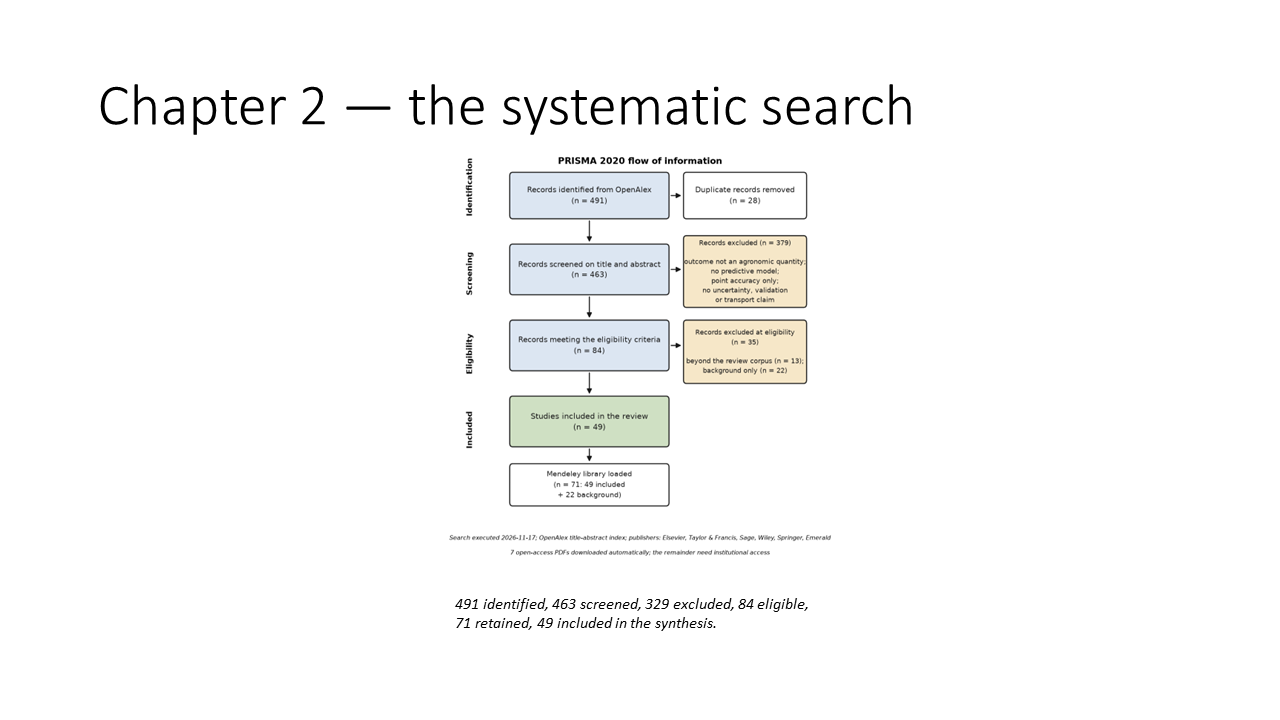 Chapter 2 — the systematic search
PRISMA 2020 flow of information
Identification
Records identified from OpenAlex
(n = 491)
Duplicate records removed
(n = 28)
Screening
Records screened on title and abstract
(n = 463)
Records excluded (n = 379)
outcome not an agronomic quantity;
no predictive model;
point accuracy only;
no uncertainty, validation
or transport claim
Eligibility
Records meeting the eligibility criteria
(n = 84)
Records excluded at eligibility
(n = 35)
beyond the review corpus (n = 13);
background only (n = 22)
Included
Studies included in the review
(n = 49)
Mendeley library loaded
(n = 71: 49 included
+ 22 background)
Search executed 2026-11-17; OpenAlex title-abstract index; publishers: Elsevier, Taylor & Francis, Sage, Wiley, Springer, Emerald
7 open-access PDFs downloaded automatically; the remainder need institutional access
491 identified, 463 screened, 329 excluded, 84 eligible,
71 retained, 49 included in the synthesis.